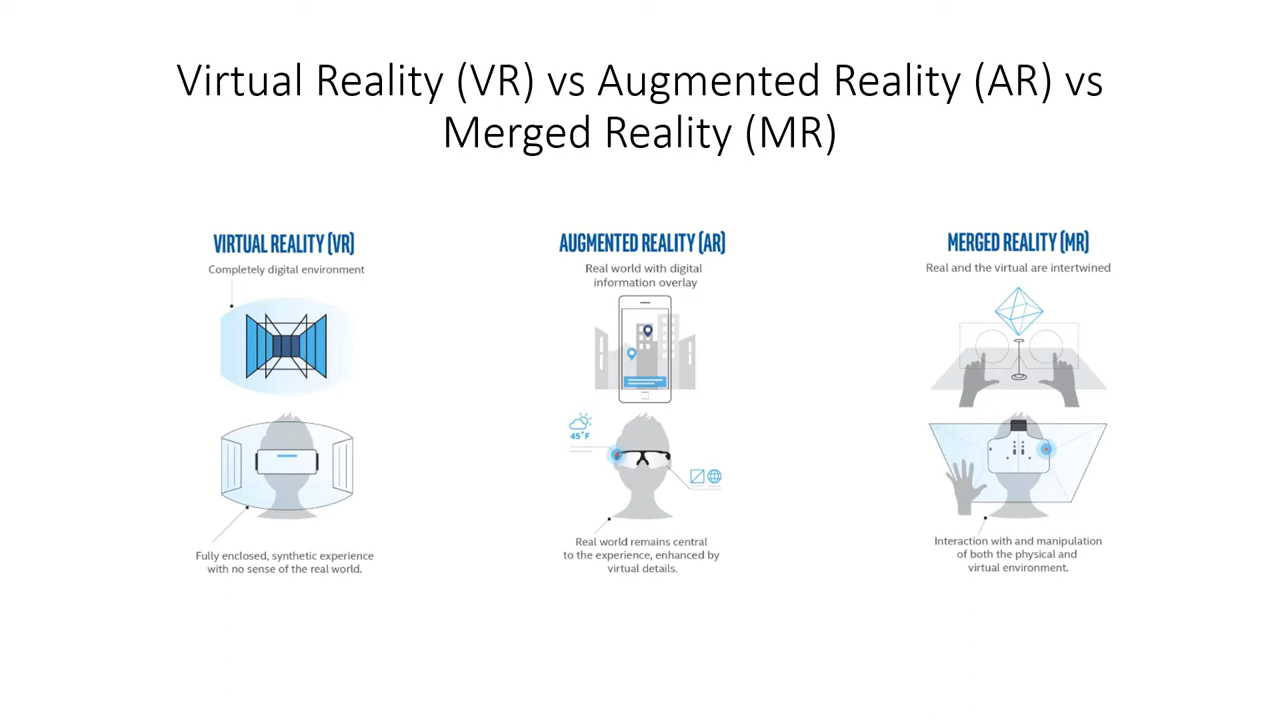 Virtual Reality (VR) vs Augmented Reality (AR) vs
Merged Reality (MR)
VIRTUAL REALITY (VR)
Completely digital environment
Fully enclosed, synthetic experience
with no sense of the real world.
AUGMENTED REALITY (AR)
Real world with digital
information overlay
45°F
Real world remains central
to the experience, enhanced by
virtual details.
MERGED REALITY (MR)
Real and the virtual are intertwined
Interaction with and manipulation
of both the physical and
virtual environment.